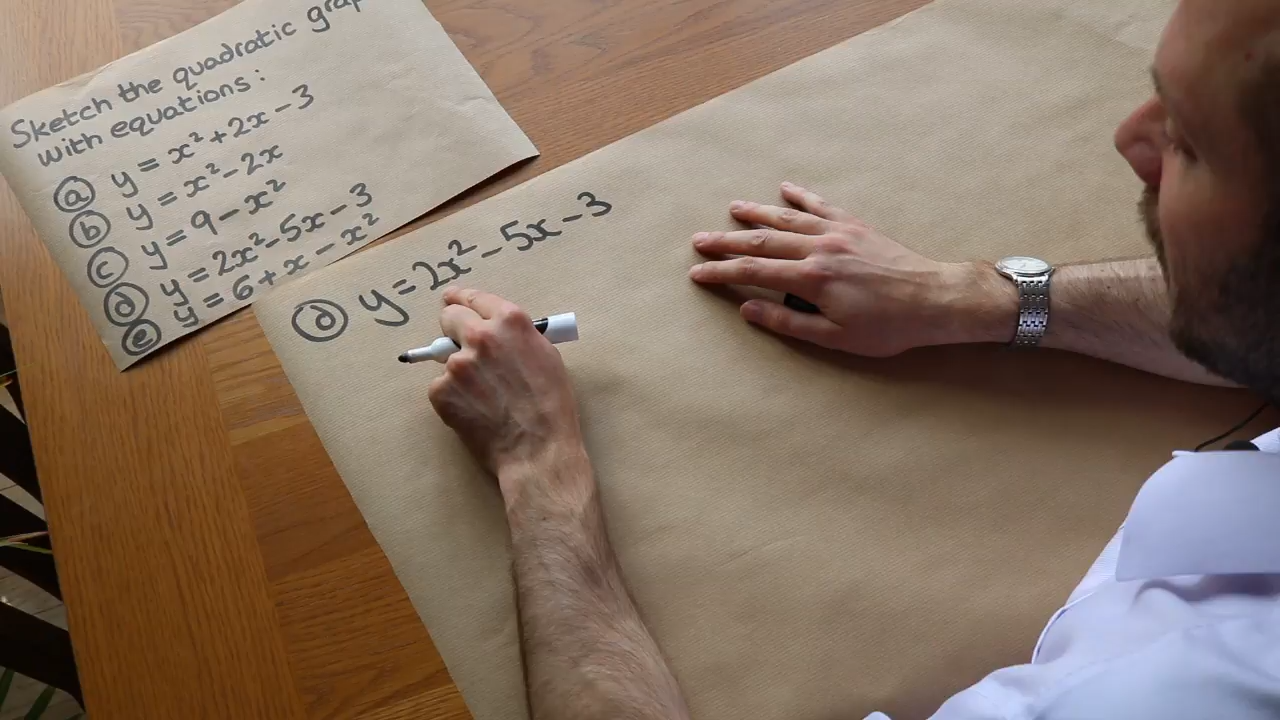 Sketch the quadratic grap
with equations:
(a) y = x² + 2x - 3
(b) y = x² - 2x
(c) y = 9 - x²
(d) y = 2x² - 5x - 3
(e) y = 6 + x - x²
(d) y = 2x² - 5x - 3